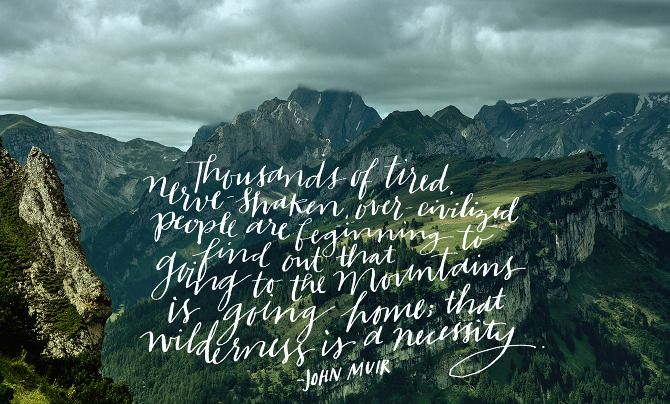 Thousands of tired,
nerve-shaken, over-civilized
people are beginning to
find out that
going to the mountains
is going home; that
wilderness is a necessity.
-JOHN MUIR